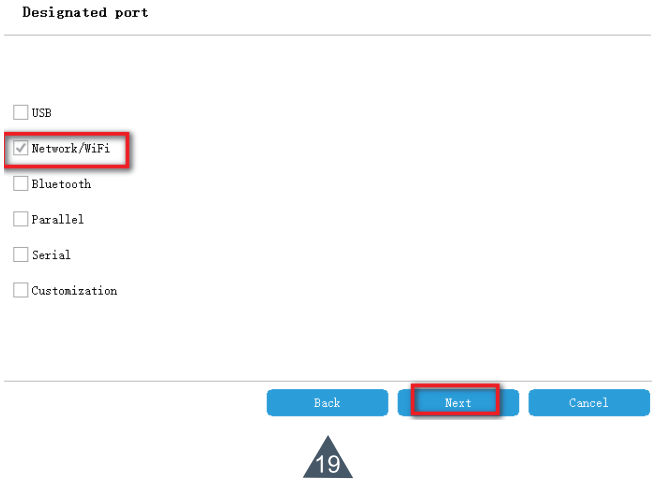 Designated port
USB
Network/WiFi
Bluetooth
Parallel
Serial
Customization
Back Next Cancel
19